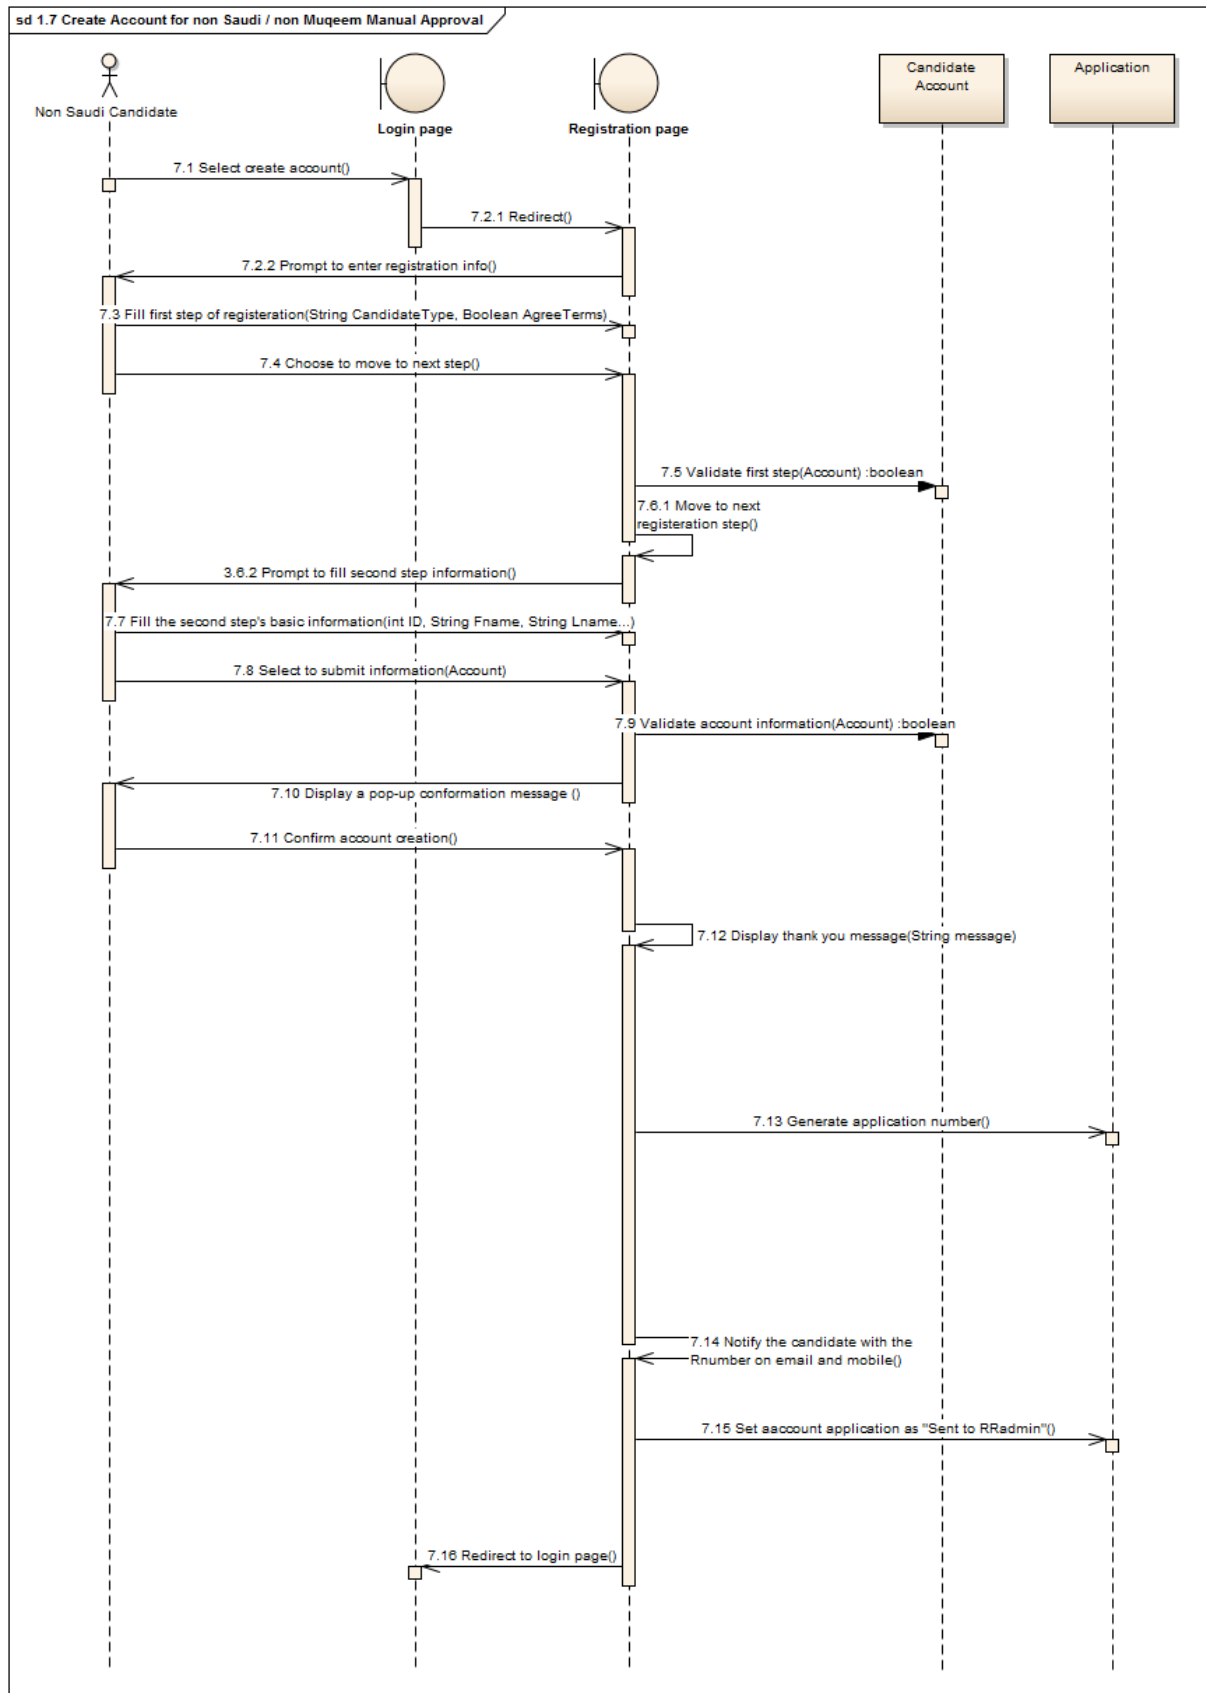 sd 1.7 Create Account for non Saudi / non Muqeem Manual Approval
Non Saudi Candidate
Login page
Registration page
Candidate
Account
Application
7.1 Select create account()
7.2.1 Redirect()
7.2.2 Prompt to enter registration info()
7.3 Fill first step of registeration(String CandidateType, Boolean AgreeTerms)
7.4 Choose to move to next step()
7.5 Validate first step(Account) :boolean
7.6.1 Move to next
registeration step()
3.6.2 Prompt to fill second step information()
7.7 Fill the second step's basic information(int ID, String Fname, String Lname...)
7.8 Select to submit information(Account)
7.9 Validate account information(Account) :boolean
7.10 Display a pop-up conformation message ()
7.11 Confirm account creation()
7.12 Display thank you message(String message)
7.13 Generate application number()
7.14 Notify the candidate with the
Rnumber on email and mobile()
7.15 Set aaccount application as "Sent to RRadmin"()
7.16 Redirect to login page()